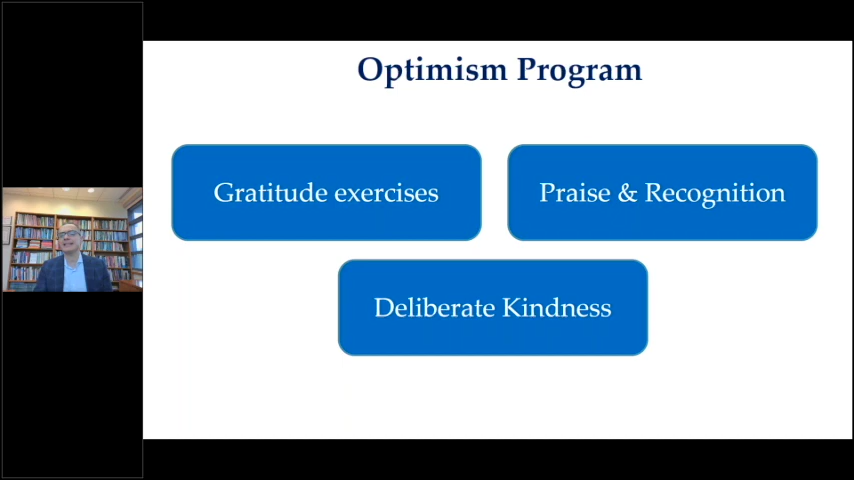 Optimism Program
Gratitude exercises
Praise & Recognition
Deliberate Kindness